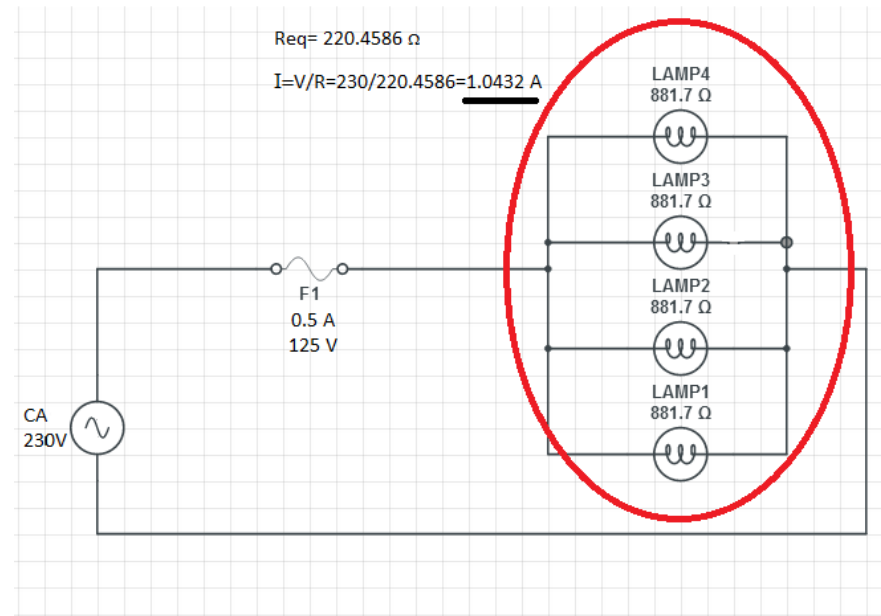 Req= 220.4586 Ω
I=V/R=230/220.4586=1.0432 A
LAMP4
881.7 Ω
LAMP3
881.7 Ω
F1
0.5 A
125 V
LAMP2
881.7 Ω
LAMP1
881.7 Ω
CA
230V